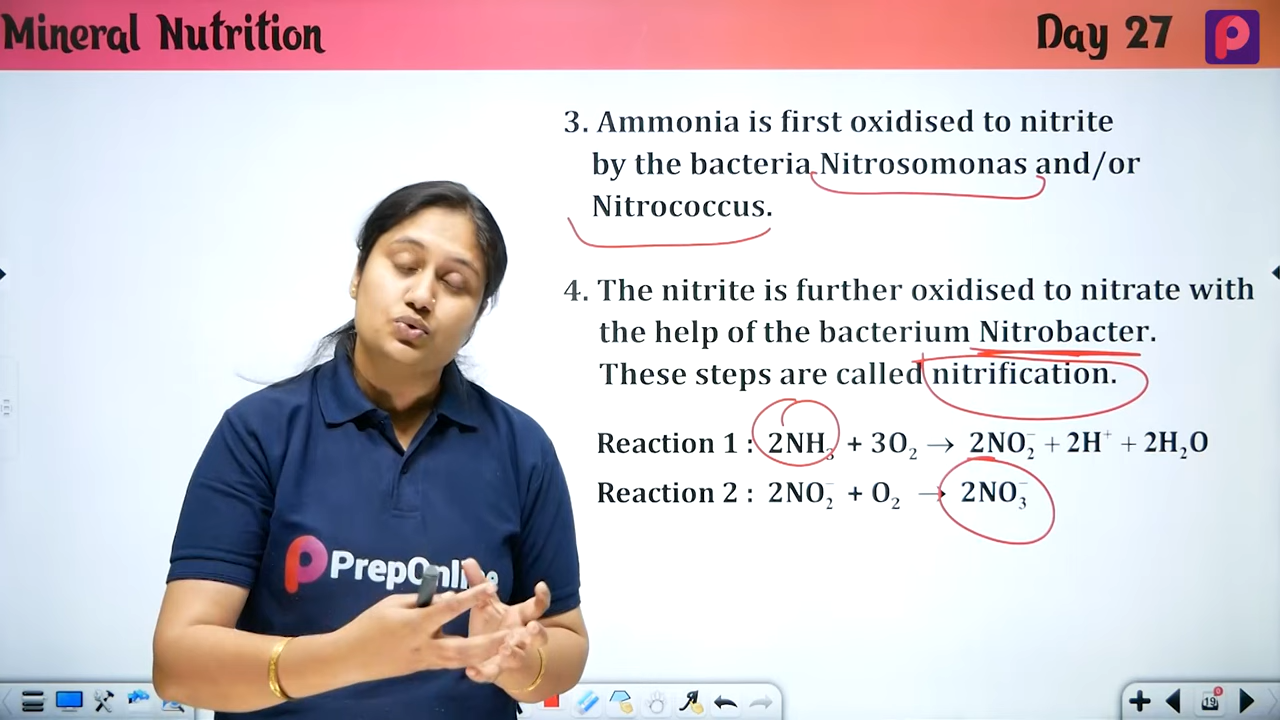 Mineral Nutrition
Day 27
3. Ammonia is first oxidised to nitrite
by the bacteria Nitrosomonas and/or
Nitrococcus.
4. The nitrite is further oxidised to nitrate with
the help of the bacterium Nitrobacter.
These steps are called nitrification.
Reaction 1 : 2NH₃ + 3O₂ → 2NO₂⁻ + 2H⁺ + 2H₂O
Reaction 2 : 2NO₂⁻ + O₂ → 2NO₃⁻
PrepOnline
19